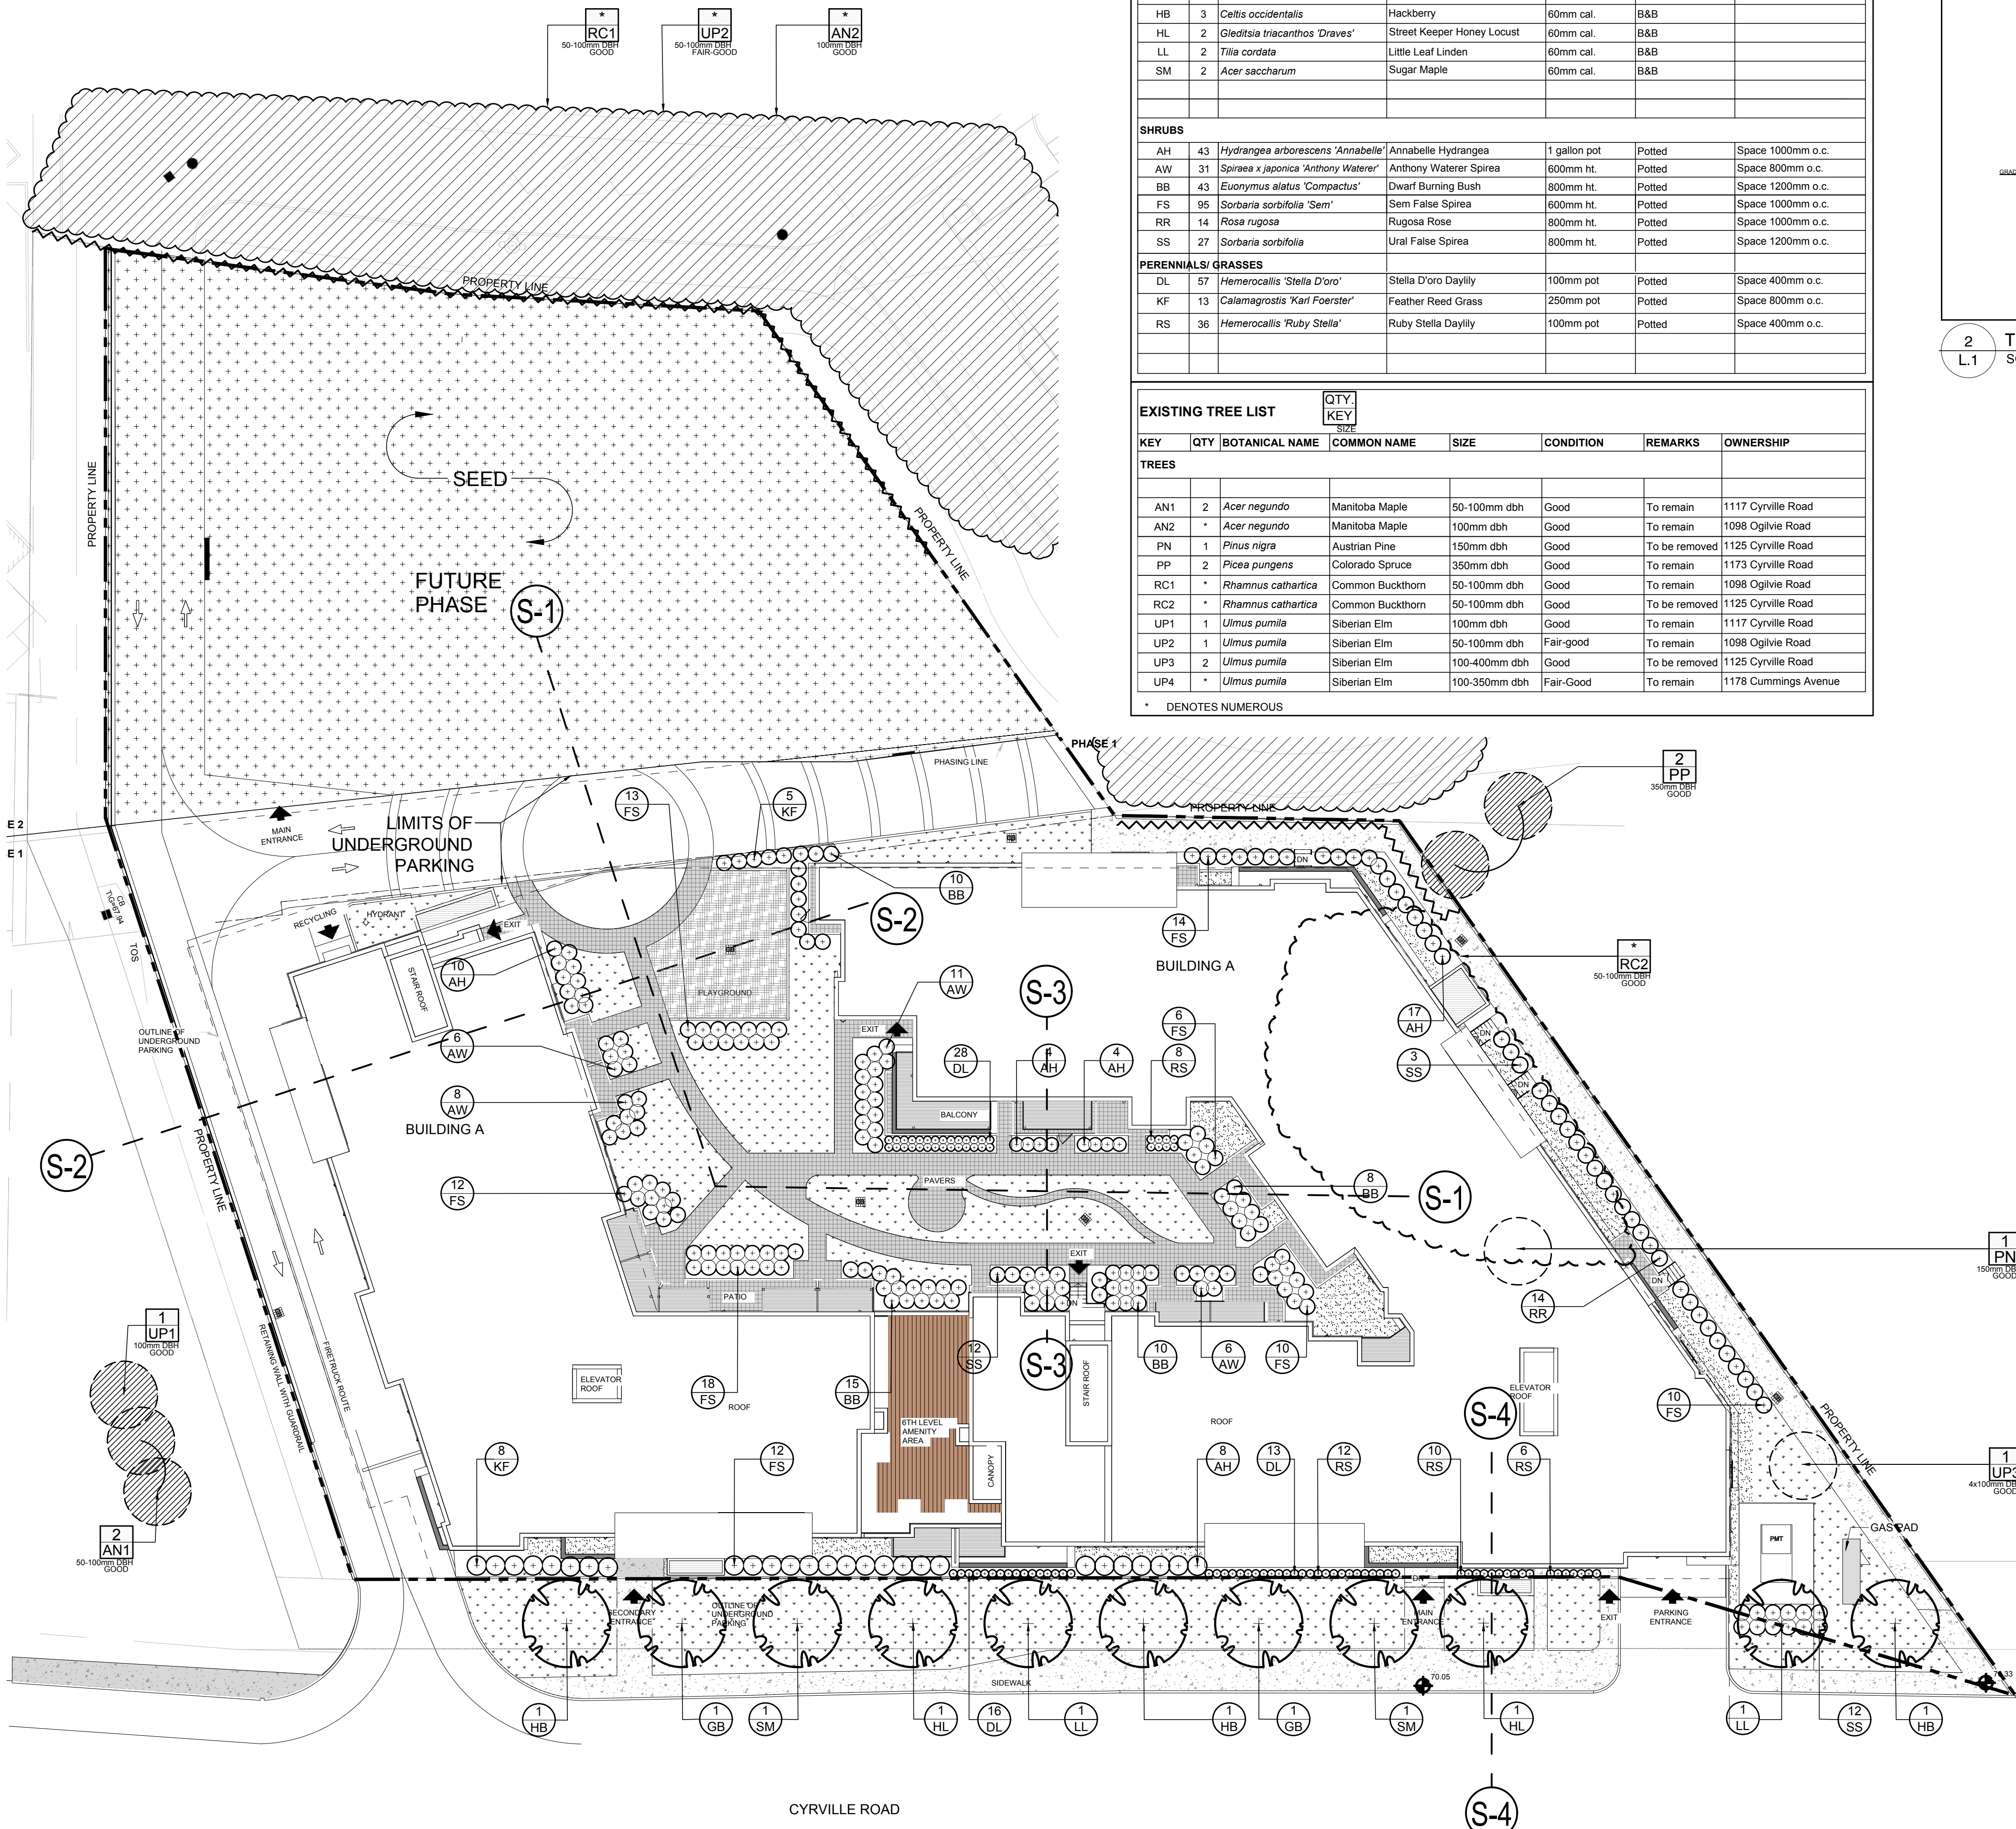 *
RC1
50-100mm DBH
GOOD
*
UP2
50-100mm DBH
FAIR-GOOD
*
AN2
100mm DBH
GOOD
HB 3 Celtis occidentalis Hackberry 60mm cal. B&B
HL 2 Gleditsia triacanthos 'Draves' Street Keeper Honey Locust 60mm cal. B&B
LL 2 Tilia cordata Little Leaf Linden 60mm cal. B&B
SM 2 Acer saccharum Sugar Maple 60mm cal. B&B
SHRUBS
AH 43 Hydrangea arborescens 'Annabelle' Annabelle Hydrangea 1 gallon pot Potted Space 1000mm o.c.
AW 31 Spiraea x japonica 'Anthony Waterer' Anthony Waterer Spirea 600mm ht. Potted Space 800mm o.c.
BB 43 Euonymus alatus 'Compactus' Dwarf Burning Bush 800mm ht. Potted Space 1200mm o.c.
FS 95 Sorbaria sorbifolia 'Sem' Sem False Spirea 600mm ht. Potted Space 1000mm o.c.
RR 14 Rosa rugosa Rugosa Rose 800mm ht. Potted Space 1000mm o.c.
SS 27 Sorbaria sorbifolia Ural False Spirea 800mm ht. Potted Space 1200mm o.c.
PERENNIALS/ GRASSES
DL 57 Hemerocallis 'Stella D'oro' Stella D'oro Daylily 100mm pot Potted Space 400mm o.c.
KF 13 Calamagrostis 'Karl Foerster' Feather Reed Grass 250mm pot Potted Space 800mm o.c.
RS 36 Hemerocallis 'Ruby Stella' Ruby Stella Daylily 100mm pot Potted Space 400mm o.c.
GRAD
2
L.1
T
S
EXISTING TREE LIST
QTY.
KEY
SIZE
KEY QTY BOTANICAL NAME COMMON NAME SIZE CONDITION REMARKS OWNERSHIP
TREES
AN1 2 Acer negundo Manitoba Maple 50-100mm dbh Good To remain 1117 Cyrville Road
AN2 * Acer negundo Manitoba Maple 100mm dbh Good To remain 1098 Ogilvie Road
PN 1 Pinus nigra Austrian Pine 150mm dbh Good To be removed 1125 Cyrville Road
PP 2 Picea pungens Colorado Spruce 350mm dbh Good To remain 1173 Cyrville Road
RC1 * Rhamnus cathartica Common Buckthorn 50-100mm dbh Good To remain 1098 Ogilvie Road
RC2 * Rhamnus cathartica Common Buckthorn 50-100mm dbh Good To be removed 1125 Cyrville Road
UP1 1 Ulmus pumila Siberian Elm 100mm dbh Good To remain 1117 Cyrville Road
UP2 1 Ulmus pumila Siberian Elm 50-100mm dbh Fair-good To remain 1098 Ogilvie Road
UP3 2 Ulmus pumila Siberian Elm 100-400mm dbh Good To be removed 1125 Cyrville Road
UP4 * Ulmus pumila Siberian Elm 100-350mm dbh Fair-Good To remain 1178 Cummings Avenue
* DENOTES NUMEROUS
PROPERTY LINE
PROPERTY LINE
PROPERTY LINE
SEED
FUTURE
PHASE
S-1
PHASE 1
PHASING LINE
PROPERTY LINE
2
PP
350mm DBH
GOOD
E 2
E 1
MAIN
ENTRANCE
LIMITS OF
UNDERGROUND
PARKING
13
FS
5
KF
10
BB
CB
T/G=67.94
TOS
RECYCLING
HYDRANT
EXIT
STAIR ROOF
10
AH
PLAYGROUND
S-2
14
FS
DN
BUILDING A
*
RC2
50-100mm DBH
GOOD
11
AW
S-3
EXIT
6
FS
17
AH
DN
3
SS
DN
OUTLINE OF
UNDERGROUND
PARKING
6
AW
28
DL
4
AH
4
AH
8
RS
8
AW
BUILDING A
BALCONY
S-2
PROPERTY LINE
12
FS
PAVERS
8
BB
S-1
EXIT
DN
1
PN
150mm DB
GOOD
PATIO
DN
14
RR
1
UP1
100mm DBH
GOOD
RETAINING WALL WITH GUARDRAIL
FIRETRUCK ROUTE
ELEVATOR
ROOF
18
FS
ROOF
15
BB
12
SS
S-3
STAIR ROOF
10
BB
6
AW
10
FS
ELEVATOR
ROOF
S-4
10
FS
PROPERTY LINE
6TH LEVEL
AMENITY
AREA
CANOPY
ROOF
8
KF
12
FS
8
AH
13
DL
12
RS
10
RS
6
RS
1
UP3
4x100mm DB
GOOD
2
AN1
50-100mm DBH
GOOD
PMT
GAS PAD
SECONDARY
ENTRANCE
OUTLINE OF
UNDERGROUND
PARKING
DN
MAIN
ENTRANCE
EXIT
PARKING
ENTRANCE
SIDEWALK
70.05
1
HB
1
GB
1
SM
1
HL
16
DL
1
LL
1
HB
1
GB
1
SM
1
HL
1
LL
12
SS
1
HB
CYRVILLE ROAD
S-4